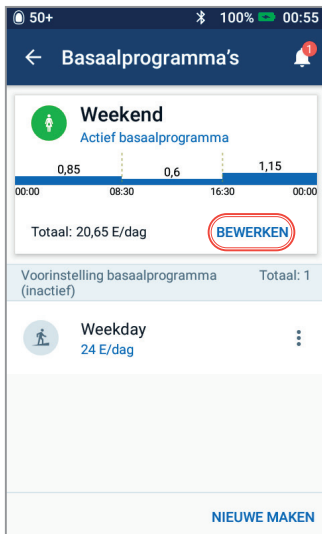 50+ 100% 00:55
Basaalprogramma's 1
Weekend
Actief basaalprogramma
0,85 0,6 1,15
00:00 08:30 16:30 00:00
Totaal: 20,65 E/dag BEWERKEN
Voorinstelling basaalprogramma Totaal: 1
(inactief)
Weekday
24 E/dag
NIEUWE MAKEN